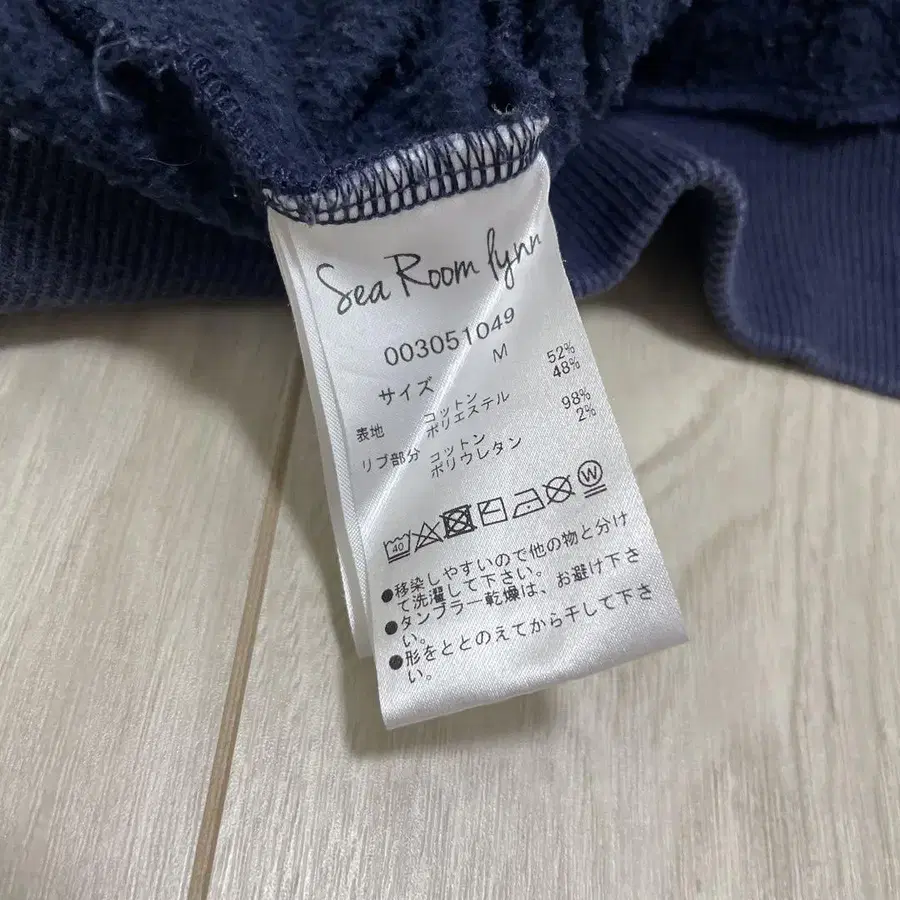 Sea Room lynn
003051049
サイズ M
表地 コットン 52%
ポリエステル 48%
リブ部分 コットン 98%
ポリウレタン 2%
40 W
●移染しやすいので他の物と分け
て洗濯して下さい。
●タンブラー乾燥は、お避け下さ
い。
●形をととのえてから干して下さ
い。